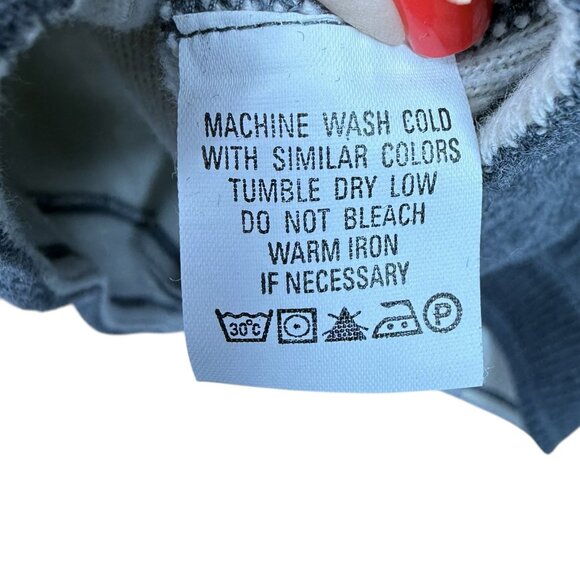 MACHINE WASH COLD
WITH SIMILAR COLORS
TUMBLE DRY LOW
DO NOT BLEACH
WARM IRON
IF NECESSARY
30°C P